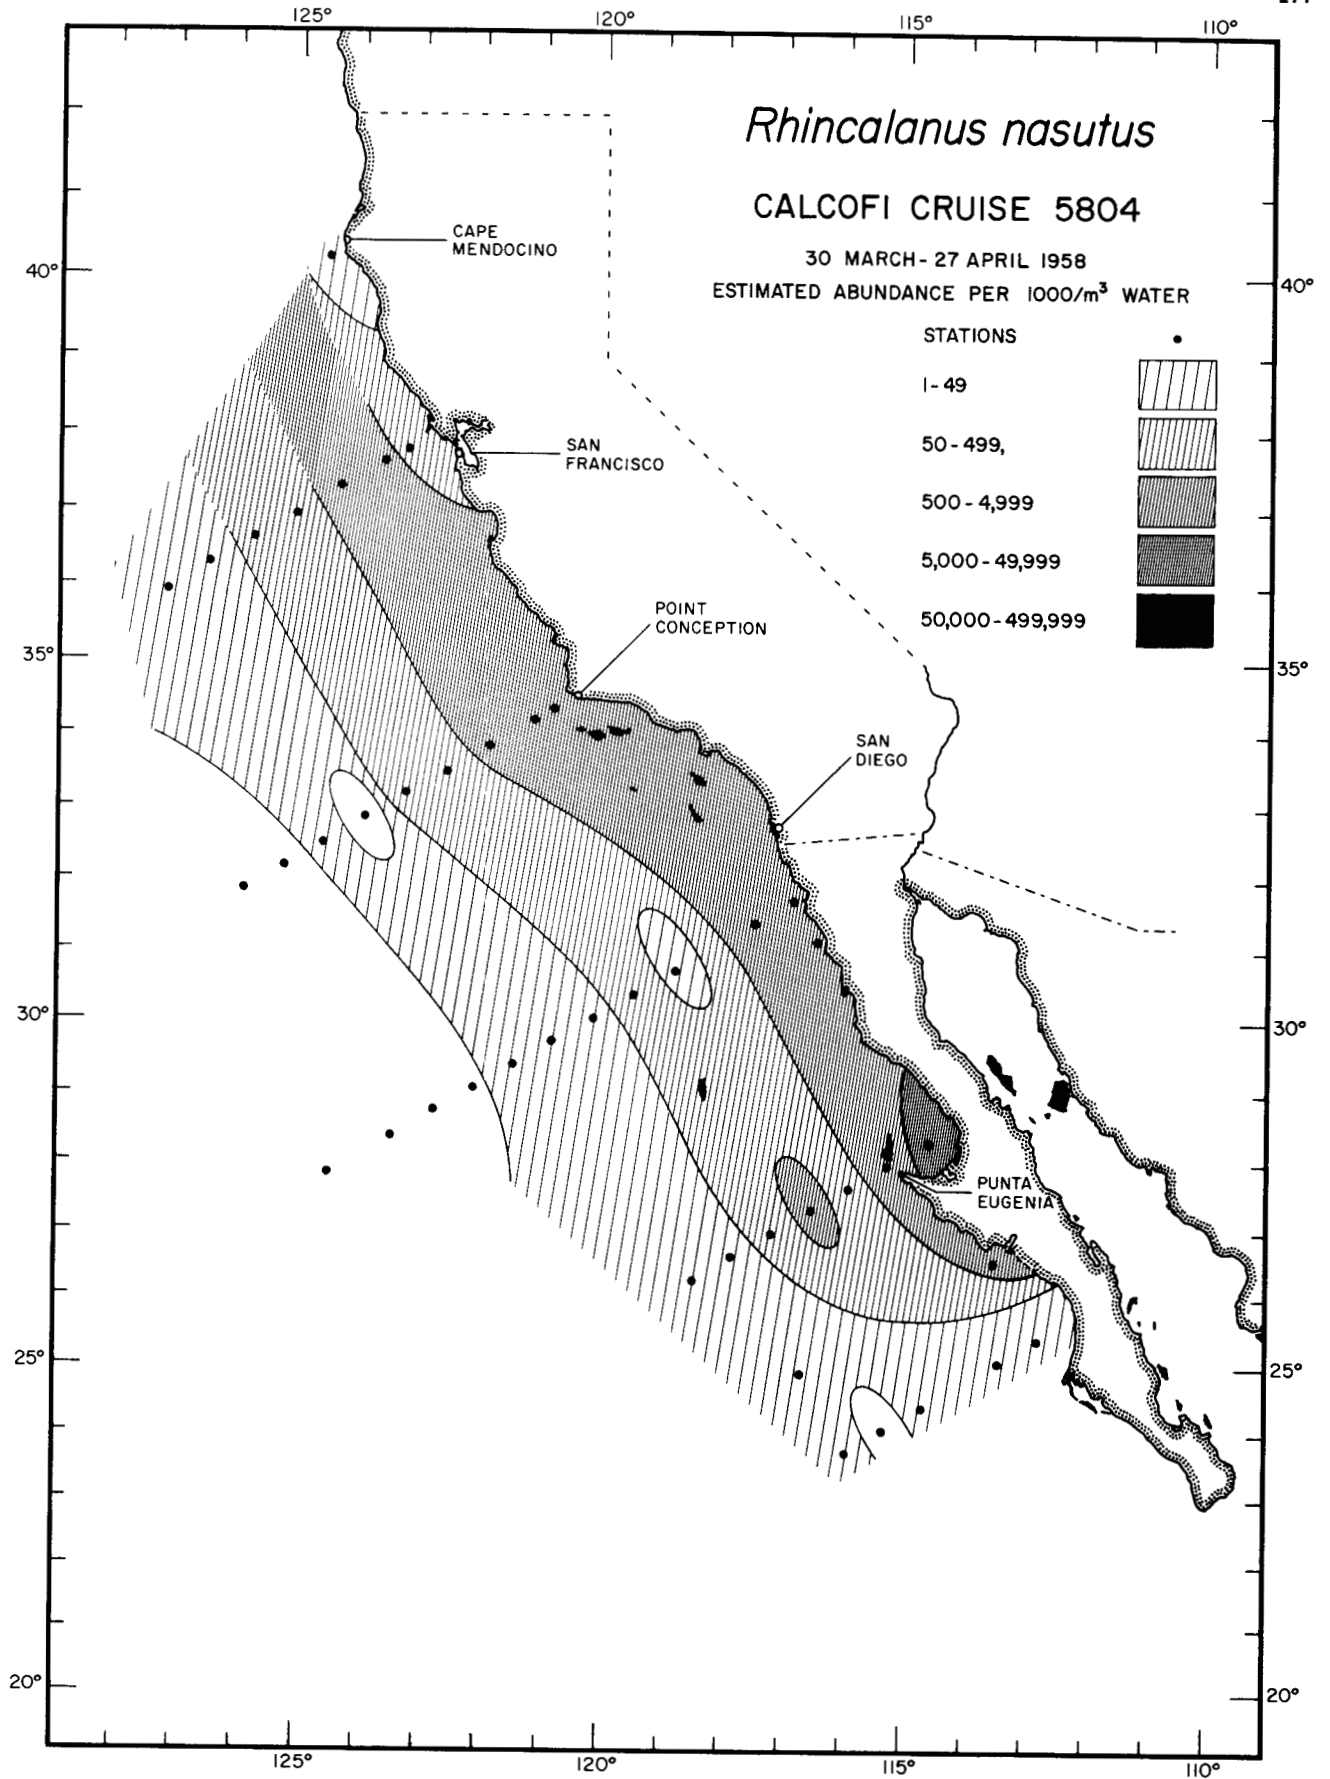 125° 120° 115° 110°
Rhincalanus nasutus
CALCOFI CRUISE 5804
30 MARCH - 27 APRIL 1958
ESTIMATED ABUNDANCE PER 1000/m³ WATER
STATIONS
1 - 49
50 - 499,
500 - 4,999
5,000 - 49,999
50,000 - 499,999
CAPE
MENDOCINO
SAN
FRANCISCO
POINT
CONCEPTION
SAN
DIEGO
PUNTA
EUGENIA
40° 40°
35° 35°
30° 30°
25° 25°
20° 20°
125° 120° 115° 110°